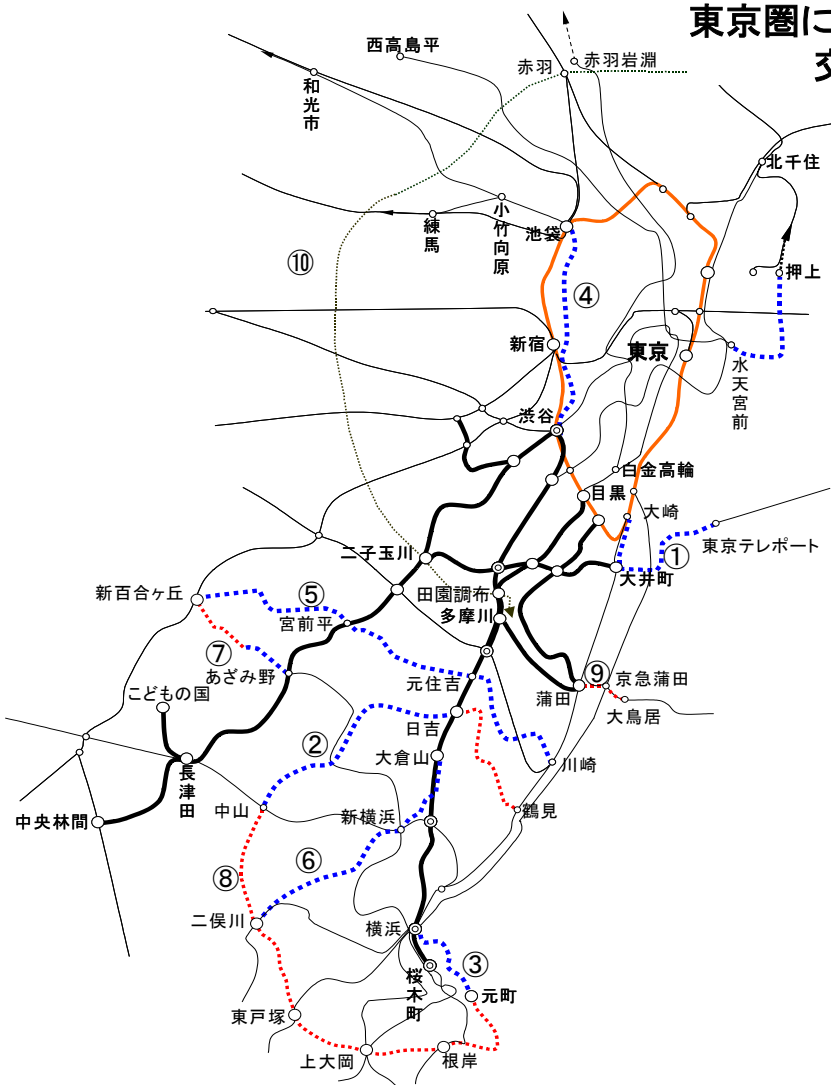 東京圏に
交
西高島平
赤羽
赤羽岩淵
和光市
北千住
小竹向原
練馬
池袋
押上
⑩
④
新宿
東京
水天宮前
渋谷
白金高輪
目黒
大崎
東京テレポート
①
二子玉川
大井町
田園調布
新百合ヶ丘
⑤
多摩川
宮前平
⑦
あざみ野
元住吉
⑨
京急蒲田
こどもの国
蒲田
大鳥居
日吉
②
大倉山
川崎
長津田
中山
新横浜
鶴見
中央林間
⑥
⑧
二俣川
横浜
③
桜木町
元町
東戸塚
上大岡
根岸